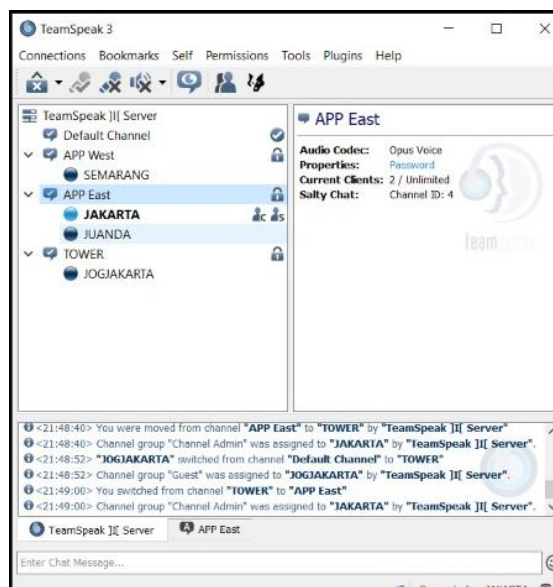 TeamSpeak 3
Connections Bookmarks Self Permissions Tools Plugins Help
TeamSpeak ]I[ Server
Default Channel
APP West
SEMARANG
APP East
JAKARTA
JUANDA
TOWER
JOGJAKARTA
APP East
Audio Codec: Opus Voice
Properties: Password
Current Clients: 2 / Unlimited
Salty Chat: Channel ID: 4
<21:48:40> You were moved from channel "APP East" to "TOWER" by "TeamSpeak ]I[ Server"
<21:48:40> Channel group "Channel Admin" was assigned to "JAKARTA" by "TeamSpeak ]I[ Server".
<21:48:52> "JOGJAKARTA" switched from channel "Default Channel" to "TOWER"
<21:48:52> Channel group "Guest" was assigned to "JOGJAKARTA" by "TeamSpeak ]I[ Server".
<21:49:00> You switched from channel "TOWER" to "APP East"
<21:49:00> Channel group "Channel Admin" was assigned to "JAKARTA" by "TeamSpeak ]I[ Server".
TeamSpeak ]I[ Server APP East
Enter Chat Message...